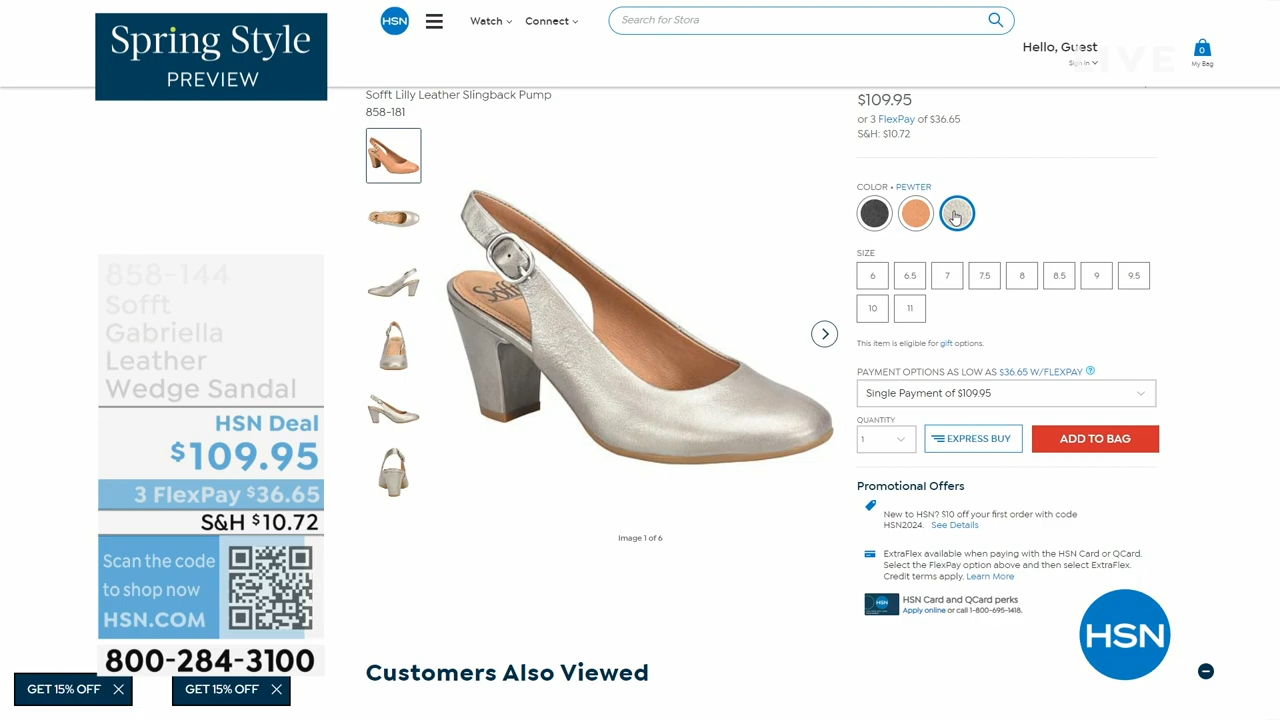 Spring Style
PREVIEW
HSN
Watch
Connect
Search for Stora
Hello, Guest
Sign In
LIVE
0
My Bag
Sofft Lilly Leather Slingback Pump
858-181
$109.95
or 3 FlexPay of $36.65
S&H: $10.72
COLOR • PEWTER
SIZE
6 6.5 7 7.5 8 8.5 9 9.5
10 11
This item is eligible for gift options.
PAYMENT OPTIONS AS LOW AS $36.65 W/FLEXPAY ?
Single Payment of $109.95
QUANTITY
1
EXPRESS BUY
ADD TO BAG
Promotional Offers
New to HSN? $10 off your first order with code
HSN2024. See Details
ExtraFlex available when paying with the HSN Card or QCard.
Select the FlexPay option above and then select ExtraFlex.
Credit terms apply. Learn More
HSN
HSN Card and QCard perks
Apply online or call 1-800-695-1418.
Image 1 of 6
858-144
Sofft
Gabriella
Leather
Wedge Sandal
HSN Deal
$109.95
3 FlexPay $36.65
S&H $10.72
Scan the code
to shop now
HSN.COM
800-284-3100
GET 15% OFF
GET 15% OFF
Customers Also Viewed
HSN